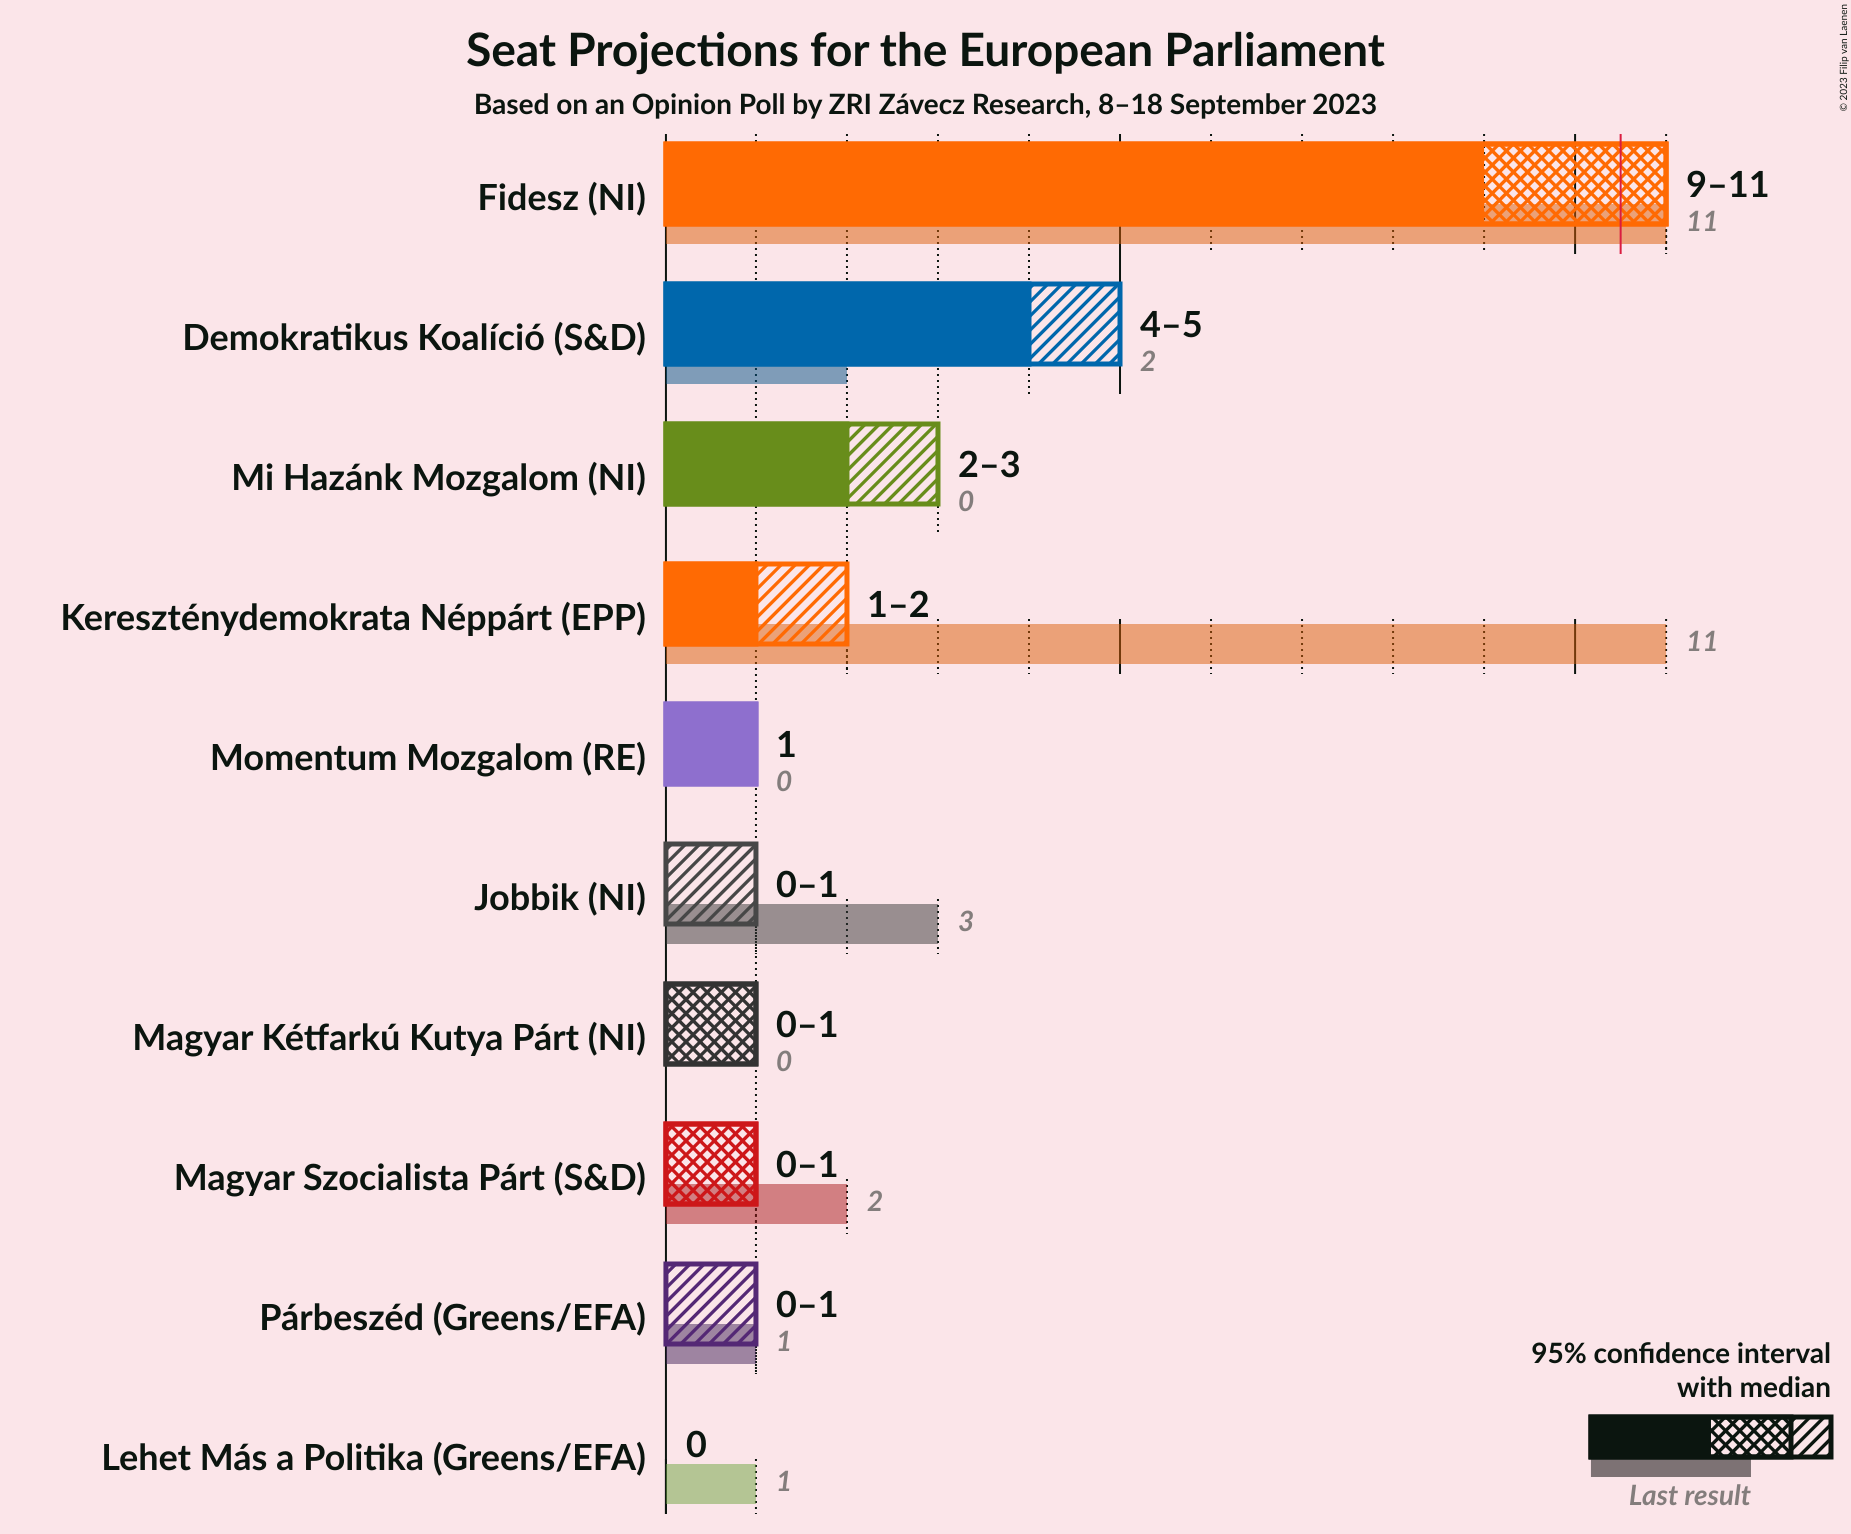 Seat Projections for the European Parliament
Based on an Opinion Poll by ZRI Závecz Research, 8–18 September 2023
© 2023 Filip van Laenen
Fidesz (NI)
9–11
11
Demokratikus Koalíció (S&D)
4–5
2
Mi Hazánk Mozgalom (NI)
2–3
0
Kereszténydemokrata Néppárt (EPP)
1–2
11
Momentum Mozgalom (RE)
1
0
Jobbik (NI)
0–1
3
Magyar Kétfarkú Kutya Párt (NI)
0–1
0
Magyar Szocialista Párt (S&D)
0–1
2
Párbeszéd (Greens/EFA)
0–1
1
Lehet Más a Politika (Greens/EFA)
0
1
95% confidence interval
with median
Last result